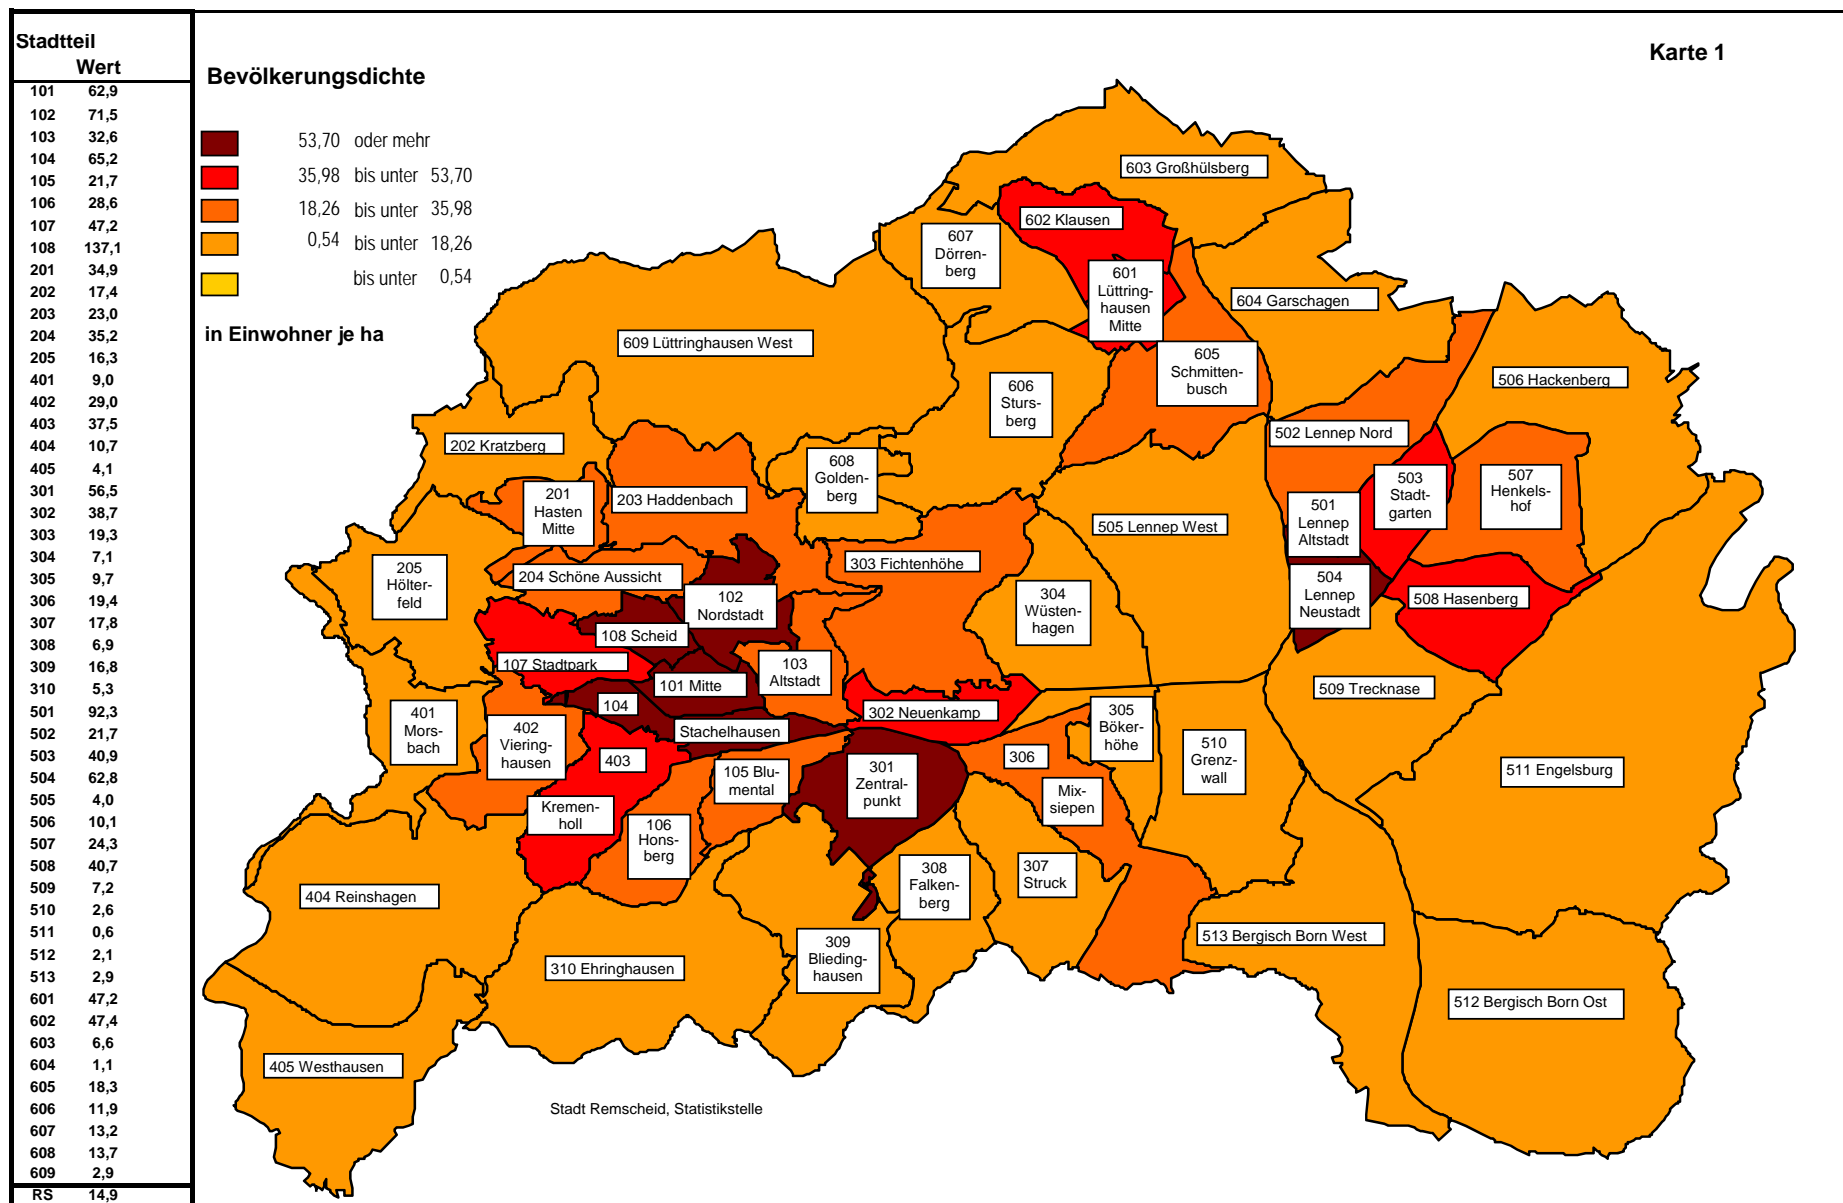 Stadtteil
Wert
101 62,9
102 71,5
103 32,6
104 65,2
105 21,7
106 28,6
107 47,2
108 137,1
201 34,9
202 17,4
203 23,0
204 35,2
205 16,3
401 9,0
402 29,0
403 37,5
404 10,7
405 4,1
301 56,5
302 38,7
303 19,3
304 7,1
305 9,7
306 19,4
307 17,8
308 6,9
309 16,8
310 5,3
501 92,3
502 21,7
503 40,9
504 62,8
505 4,0
506 10,1
507 24,3
508 40,7
509 7,2
510 2,6
511 0,6
512 2,1
513 2,9
601 47,2
602 47,4
603 6,6
604 1,1
605 18,3
606 11,9
607 13,2
608 13,7
609 2,9
RS 14,9
Karte 1
Bevölkerungsdichte
53,70 oder mehr
35,98 bis unter 53,70
18,26 bis unter 35,98
0,54 bis unter 18,26
bis unter 0,54
in Einwohner je ha
603 Großhülsberg
602 Klausen
607
Dörren-
berg
601
Lüttring-
hausen
Mitte
604 Garschagen
609 Lüttringhausen West
605
Schmitten-
busch
606
Sturs-
berg
506 Hackenberg
202 Kratzberg
502 Lennep Nord
608
Golden-
berg
503
Stadt-
garten
507
Henkels-
hof
201
Hasten
Mitte
203 Haddenbach
501
Lennep
Altstadt
505 Lennep West
205
Hölter-
feld
204 Schöne Aussicht
303 Fichtenhöhe
504
Lennep
Neustadt
508 Hasenberg
102
Nordstadt
304
Wüsten-
hagen
108 Scheid
107 Stadtpark
103
Altstadt
101 Mitte
509 Trecknase
104
302 Neuenkamp
305
Böker-
höhe
401
Mors-
bach
402
Viering-
hausen
Stachelhausen
510
Grenz-
wall
403
306
301
Zentral-
punkt
105 Blu-
mental
511 Engelsburg
Mix-
siepen
Kremen-
holl
106
Hons-
berg
307
Struck
308
Falken-
berg
404 Reinshagen
513 Bergisch Born West
309
Blieding-
hausen
310 Ehringhausen
512 Bergisch Born Ost
405 Westhausen
Stadt Remscheid, Statistikstelle